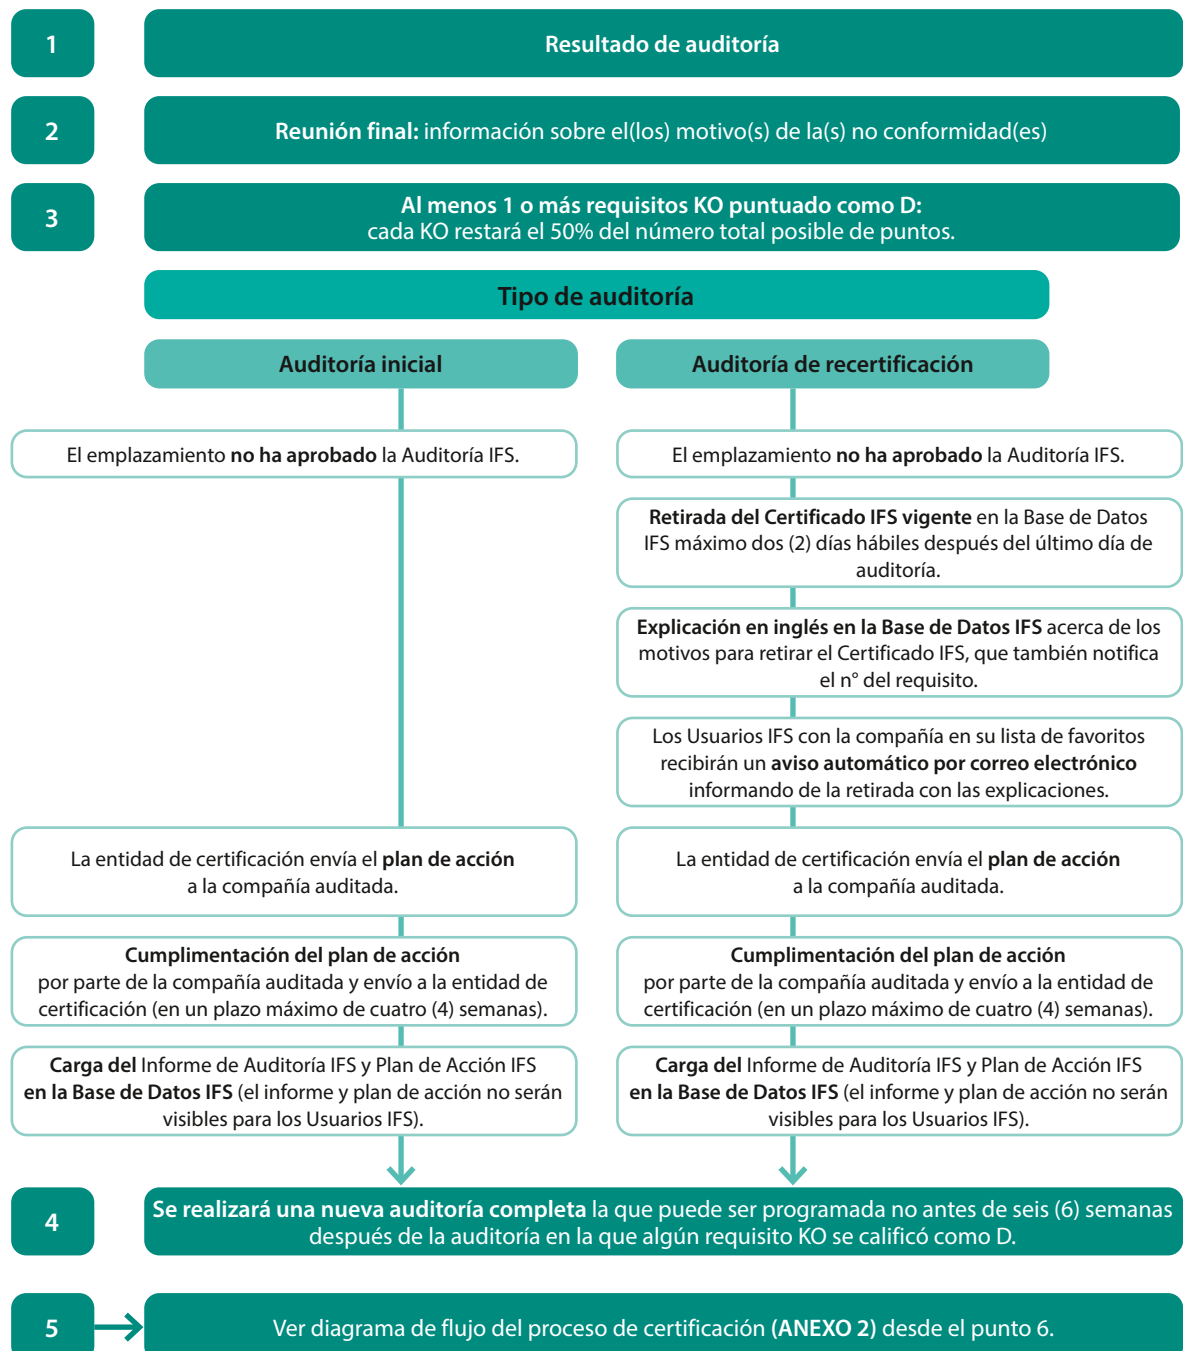 1
Resultado de auditoría
2
Reunión final: información sobre el(los) motivo(s) de la(s) no conformidad(es)
3
Al menos 1 o más requisitos KO puntuado como D:
cada KO restará el 50% del número total posible de puntos.
Tipo de auditoría
Auditoría inicial
Auditoría de recertificación
El emplazamiento no ha aprobado la Auditoría IFS.
El emplazamiento no ha aprobado la Auditoría IFS.
Retirada del Certificado IFS vigente en la Base de Datos
IFS máximo dos (2) días hábiles después del último día de
auditoría.
Explicación en inglés en la Base de Datos IFS acerca de los
motivos para retirar el Certificado IFS, que también notifica
el n° del requisito.
Los Usuarios IFS con la compañía en su lista de favoritos
recibirán un aviso automático por correo electrónico
informando de la retirada con las explicaciones.
La entidad de certificación envía el plan de acción
a la compañía auditada.
La entidad de certificación envía el plan de acción
a la compañía auditada.
Cumplimentación del plan de acción
por parte de la compañía auditada y envío a la entidad de
certificación (en un plazo máximo de cuatro (4) semanas).
Cumplimentación del plan de acción
por parte de la compañía auditada y envío a la entidad de
certificación (en un plazo máximo de cuatro (4) semanas).
Carga del Informe de Auditoría IFS y Plan de Acción IFS
en la Base de Datos IFS (el informe y plan de acción no serán
visibles para los Usuarios IFS).
Carga del Informe de Auditoría IFS y Plan de Acción IFS
en la Base de Datos IFS (el informe y plan de acción no serán
visibles para los Usuarios IFS).
4
Se realizará una nueva auditoría completa la que puede ser programada no antes de seis (6) semanas
después de la auditoría en la que algún requisito KO se calificó como D.
5
Ver diagrama de flujo del proceso de certificación (ANEXO 2) desde el punto 6.